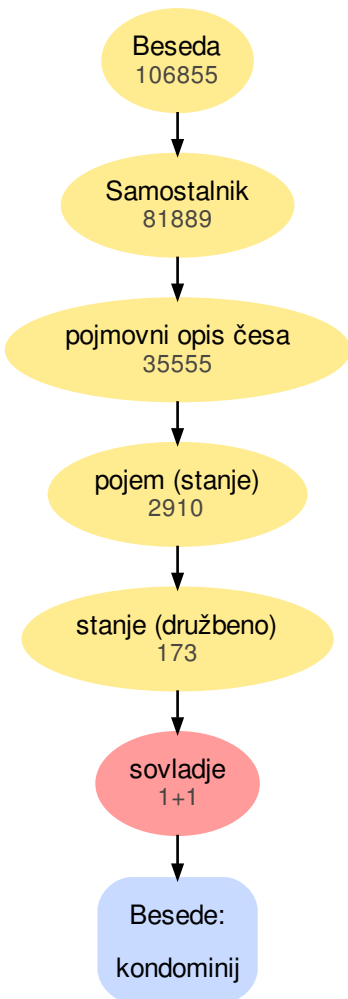 Beseda
106855
Samostalnik
81889
pojmovni opis česa
35555
pojem (stanje)
2910
stanje (družbeno)
173
sovladje
1+1
Besede:
kondominij